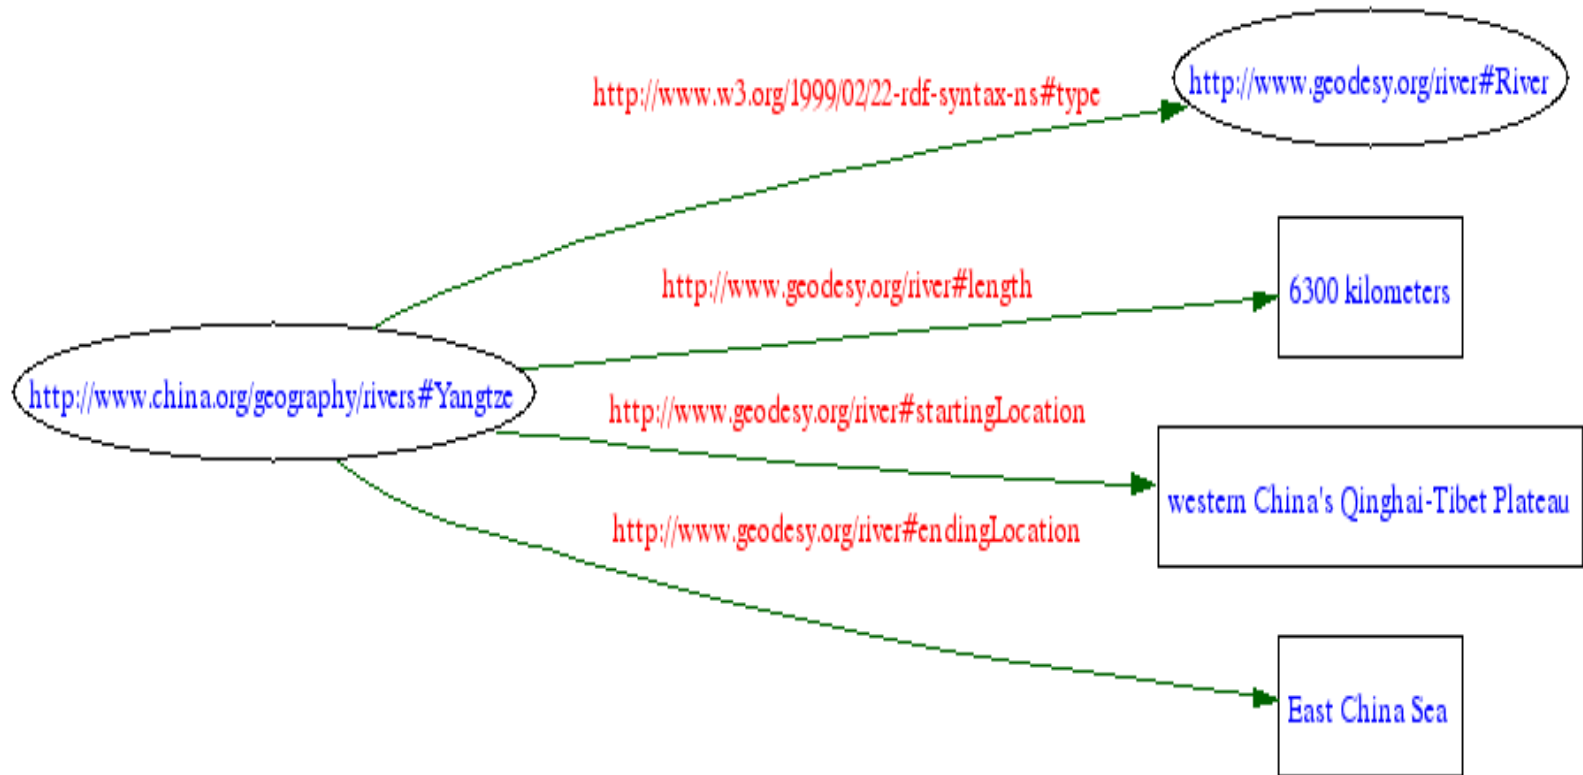 http://www.w3.org/1999/02/22-rdf-syntax-ns#type
http://www.geodesy.org/river#River
http://www.geodesy.org/river#length
6300 kilometers
http://www.china.org/geography/rivers#Yangtze
http://www.geodesy.org/river#startingLocation
western China's Qinghai-Tibet Plateau
http://www.geodesy.org/river#endingLocation
East China Sea